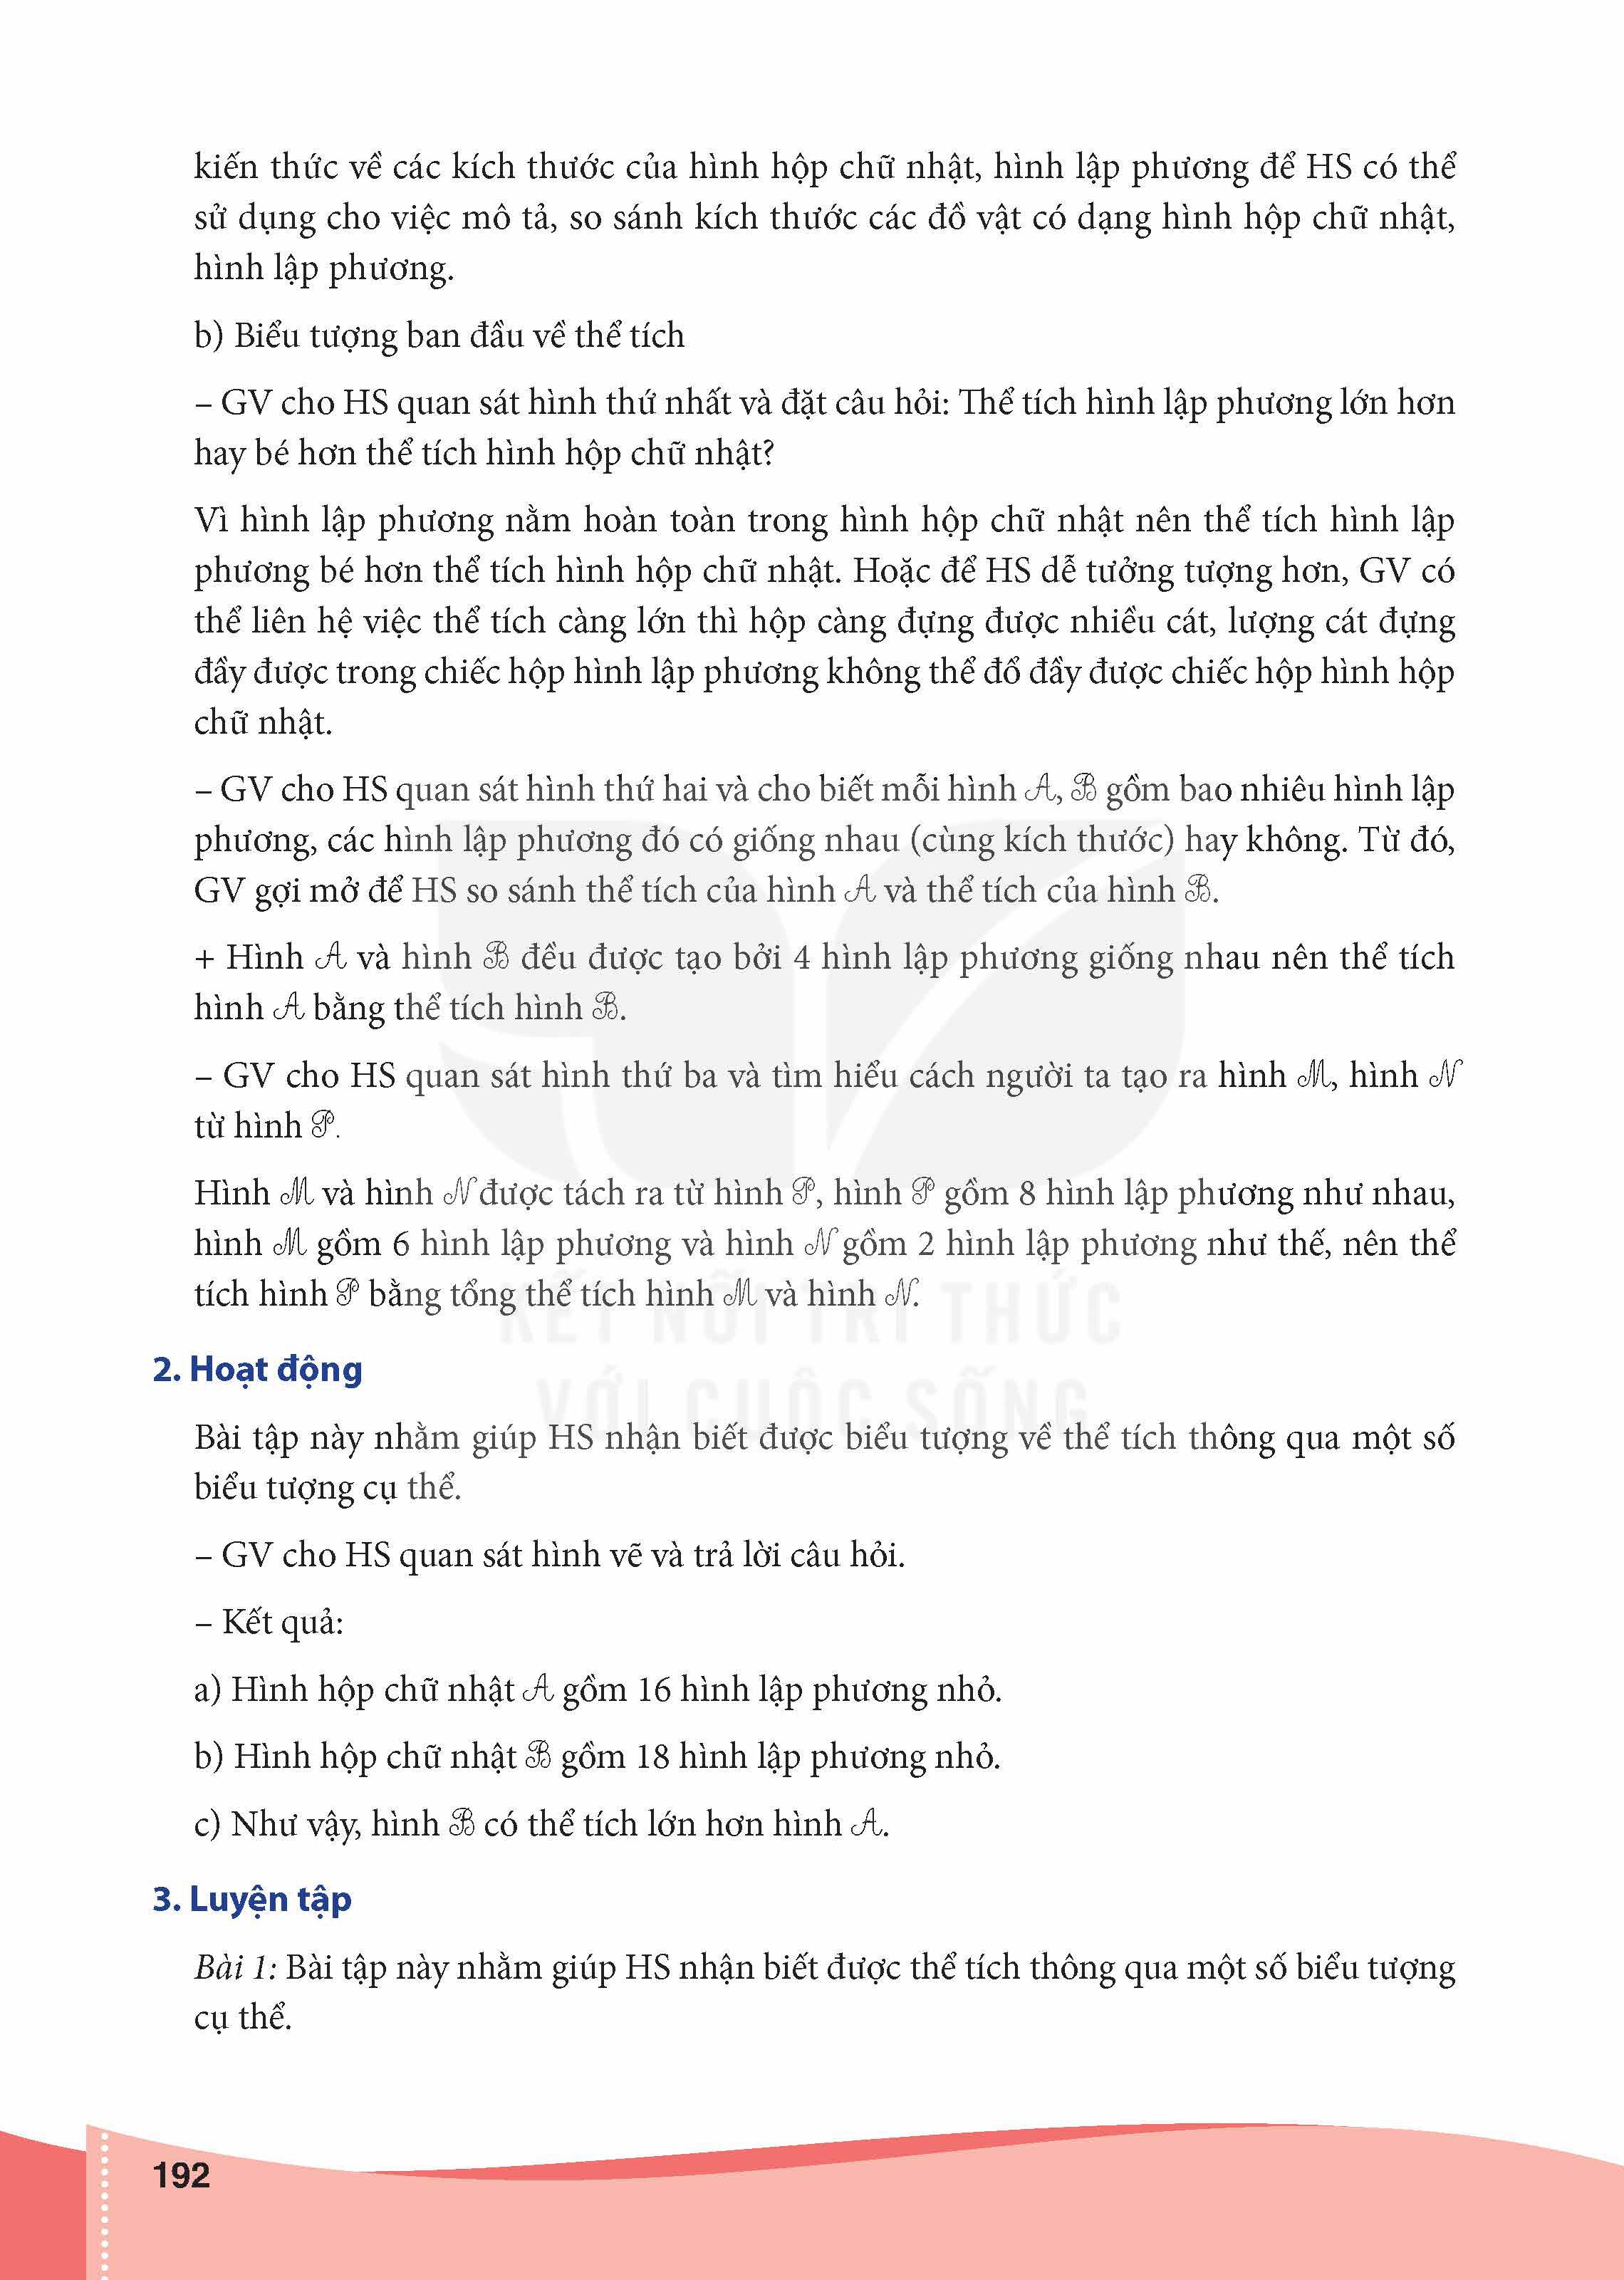 kiến thức về các kích thước của hình hộp chữ nhật, hình lập phương để HS có thể
sử dụng cho việc mô tả, so sánh kích thước các đồ vật có dạng hình hộp chữ nhật,
hình lập phương.
b) Biểu tượng ban đầu về thể tích
– GV cho HS quan sát hình thứ nhất và đặt câu hỏi: Thể tích hình lập phương lớn hơn
hay bé hơn thể tích hình hộp chữ nhật?
Vì hình lập phương nằm hoàn toàn trong hình hộp chữ nhật nên thể tích hình lập
phương bé hơn thể tích hình hộp chữ nhật. Hoặc để HS dễ tưởng tượng hơn, GV có
thể liên hệ việc thể tích càng lớn thì hộp càng đựng được nhiều cát, lượng cát đựng
đầy được trong chiếc hộp hình lập phương không thể đổ đầy được chiếc hộp hình hộp
chữ nhật.
– GV cho HS quan sát hình thứ hai và cho biết mỗi hình A, B gồm bao nhiêu hình lập
phương, các hình lập phương đó có giống nhau (cùng kích thước) hay không. Từ đó,
GV gợi mở để HS so sánh thể tích của hình A và thể tích của hình B.
+ Hình A và hình B đều được tạo bởi 4 hình lập phương giống nhau nên thể tích
hình A bằng thể tích hình B.
– GV cho HS quan sát hình thứ ba và tìm hiểu cách người ta tạo ra hình M, hình N
từ hình P.
Hình M và hình N được tách ra từ hình P, hình P gồm 8 hình lập phương như nhau,
hình M gồm 6 hình lập phương và hình N gồm 2 hình lập phương như thế, nên thể
tích hình P bằng tổng thể tích hình M và hình N.
KẾT NỐI TRI THỨC
VỚI CUỘC SỐNG
2. Hoạt động
Bài tập này nhằm giúp HS nhận biết được biểu tượng về thể tích thông qua một số
biểu tượng cụ thể.
– GV cho HS quan sát hình vẽ và trả lời câu hỏi.
– Kết quả:
a) Hình hộp chữ nhật A gồm 16 hình lập phương nhỏ.
b) Hình hộp chữ nhật B gồm 18 hình lập phương nhỏ.
c) Như vậy, hình B có thể tích lớn hơn hình A.
3. Luyện tập
Bài 1: Bài tập này nhằm giúp HS nhận biết được thể tích thông qua một số biểu tượng
cụ thể.
192